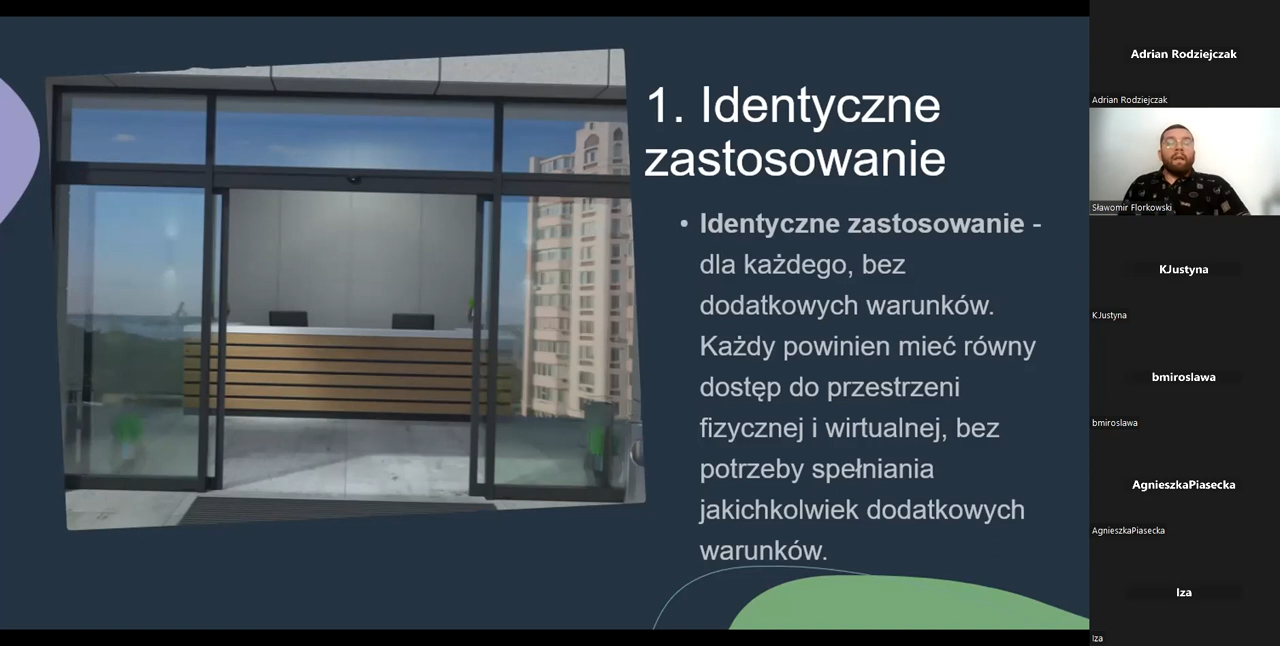 1. Identyczne
zastosowanie
• Identyczne zastosowanie -
dla każdego, bez
dodatkowych warunków.
Każdy powinien mieć równy
dostęp do przestrzeni
fizycznej i wirtualnej, bez
potrzeby spełniania
jakichkolwiek dodatkowych
warunków.
Adrian Rodziejczak
Adrian Rodziejczak
Sławomir Florkowski
KJustyna
KJustyna
bmiroslawa
bmiroslawa
AgnieszkaPiasecka
AgnieszkaPiasecka
Iza
Iza